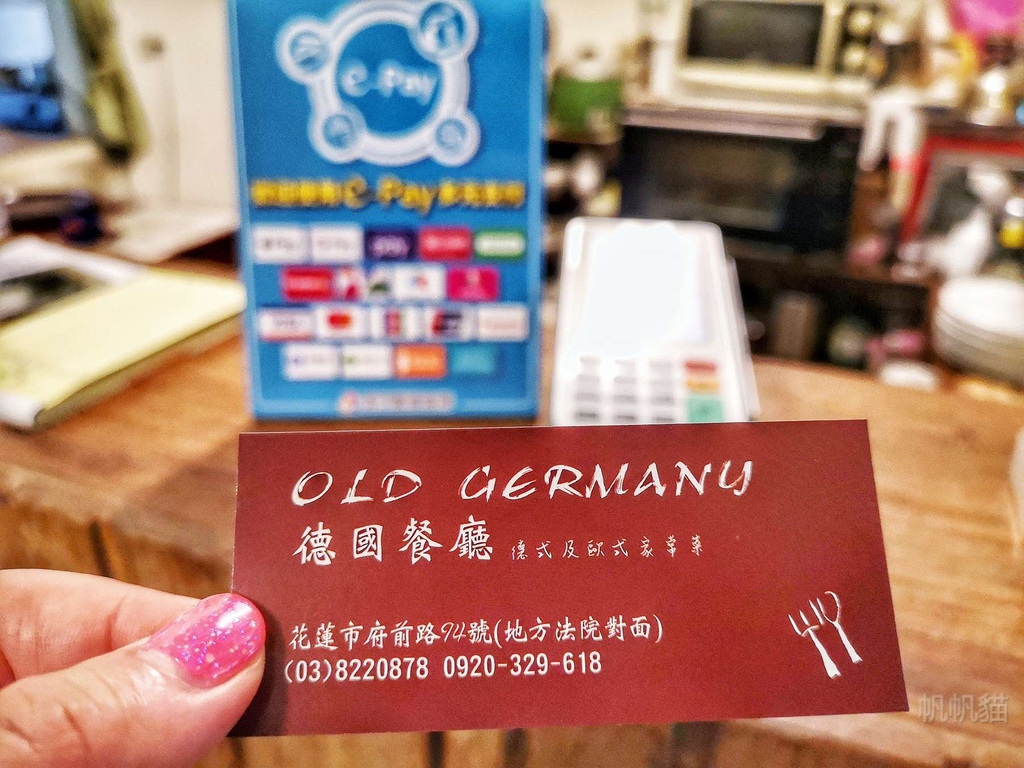 e-Pay
e-Pay
OLD GERMANY
德國餐廳 德式及歐式家常菜
花蓮市府前路94號(地方法院對面)
(03)8220878 0920-329-618
帆帆貓